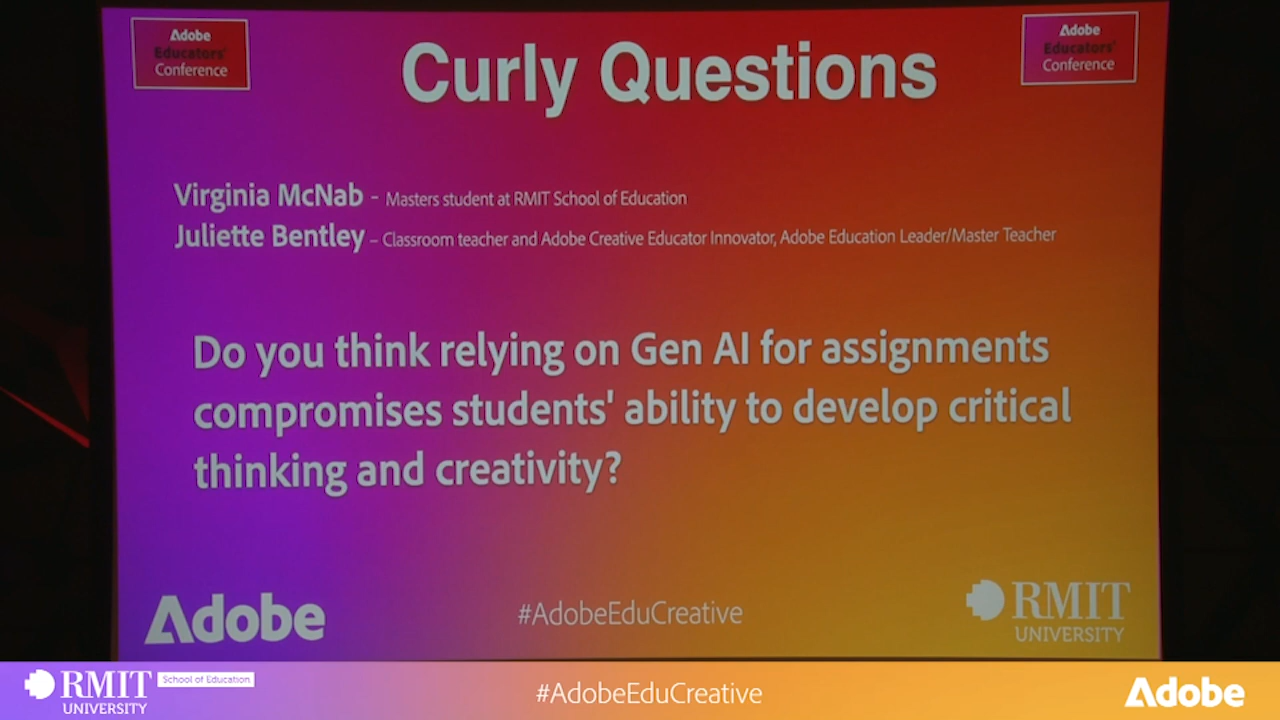 Adobe
Educators'
Conference
Curly Questions
Adobe
Educators'
Conference
Virginia McNab - Masters student at RMIT School of Education
Juliette Bentley – Classroom teacher and Adobe Creative Educator Innovator, Adobe Education Leader/Master Teacher
Do you think relying on Gen AI for assignments
compromises students' ability to develop critical
thinking and creativity?
Adobe
#AdobeEduCreative
RMIT
UNIVERSITY
RMIT
UNIVERSITY
School of Education
#AdobeEduCreative
Adobe